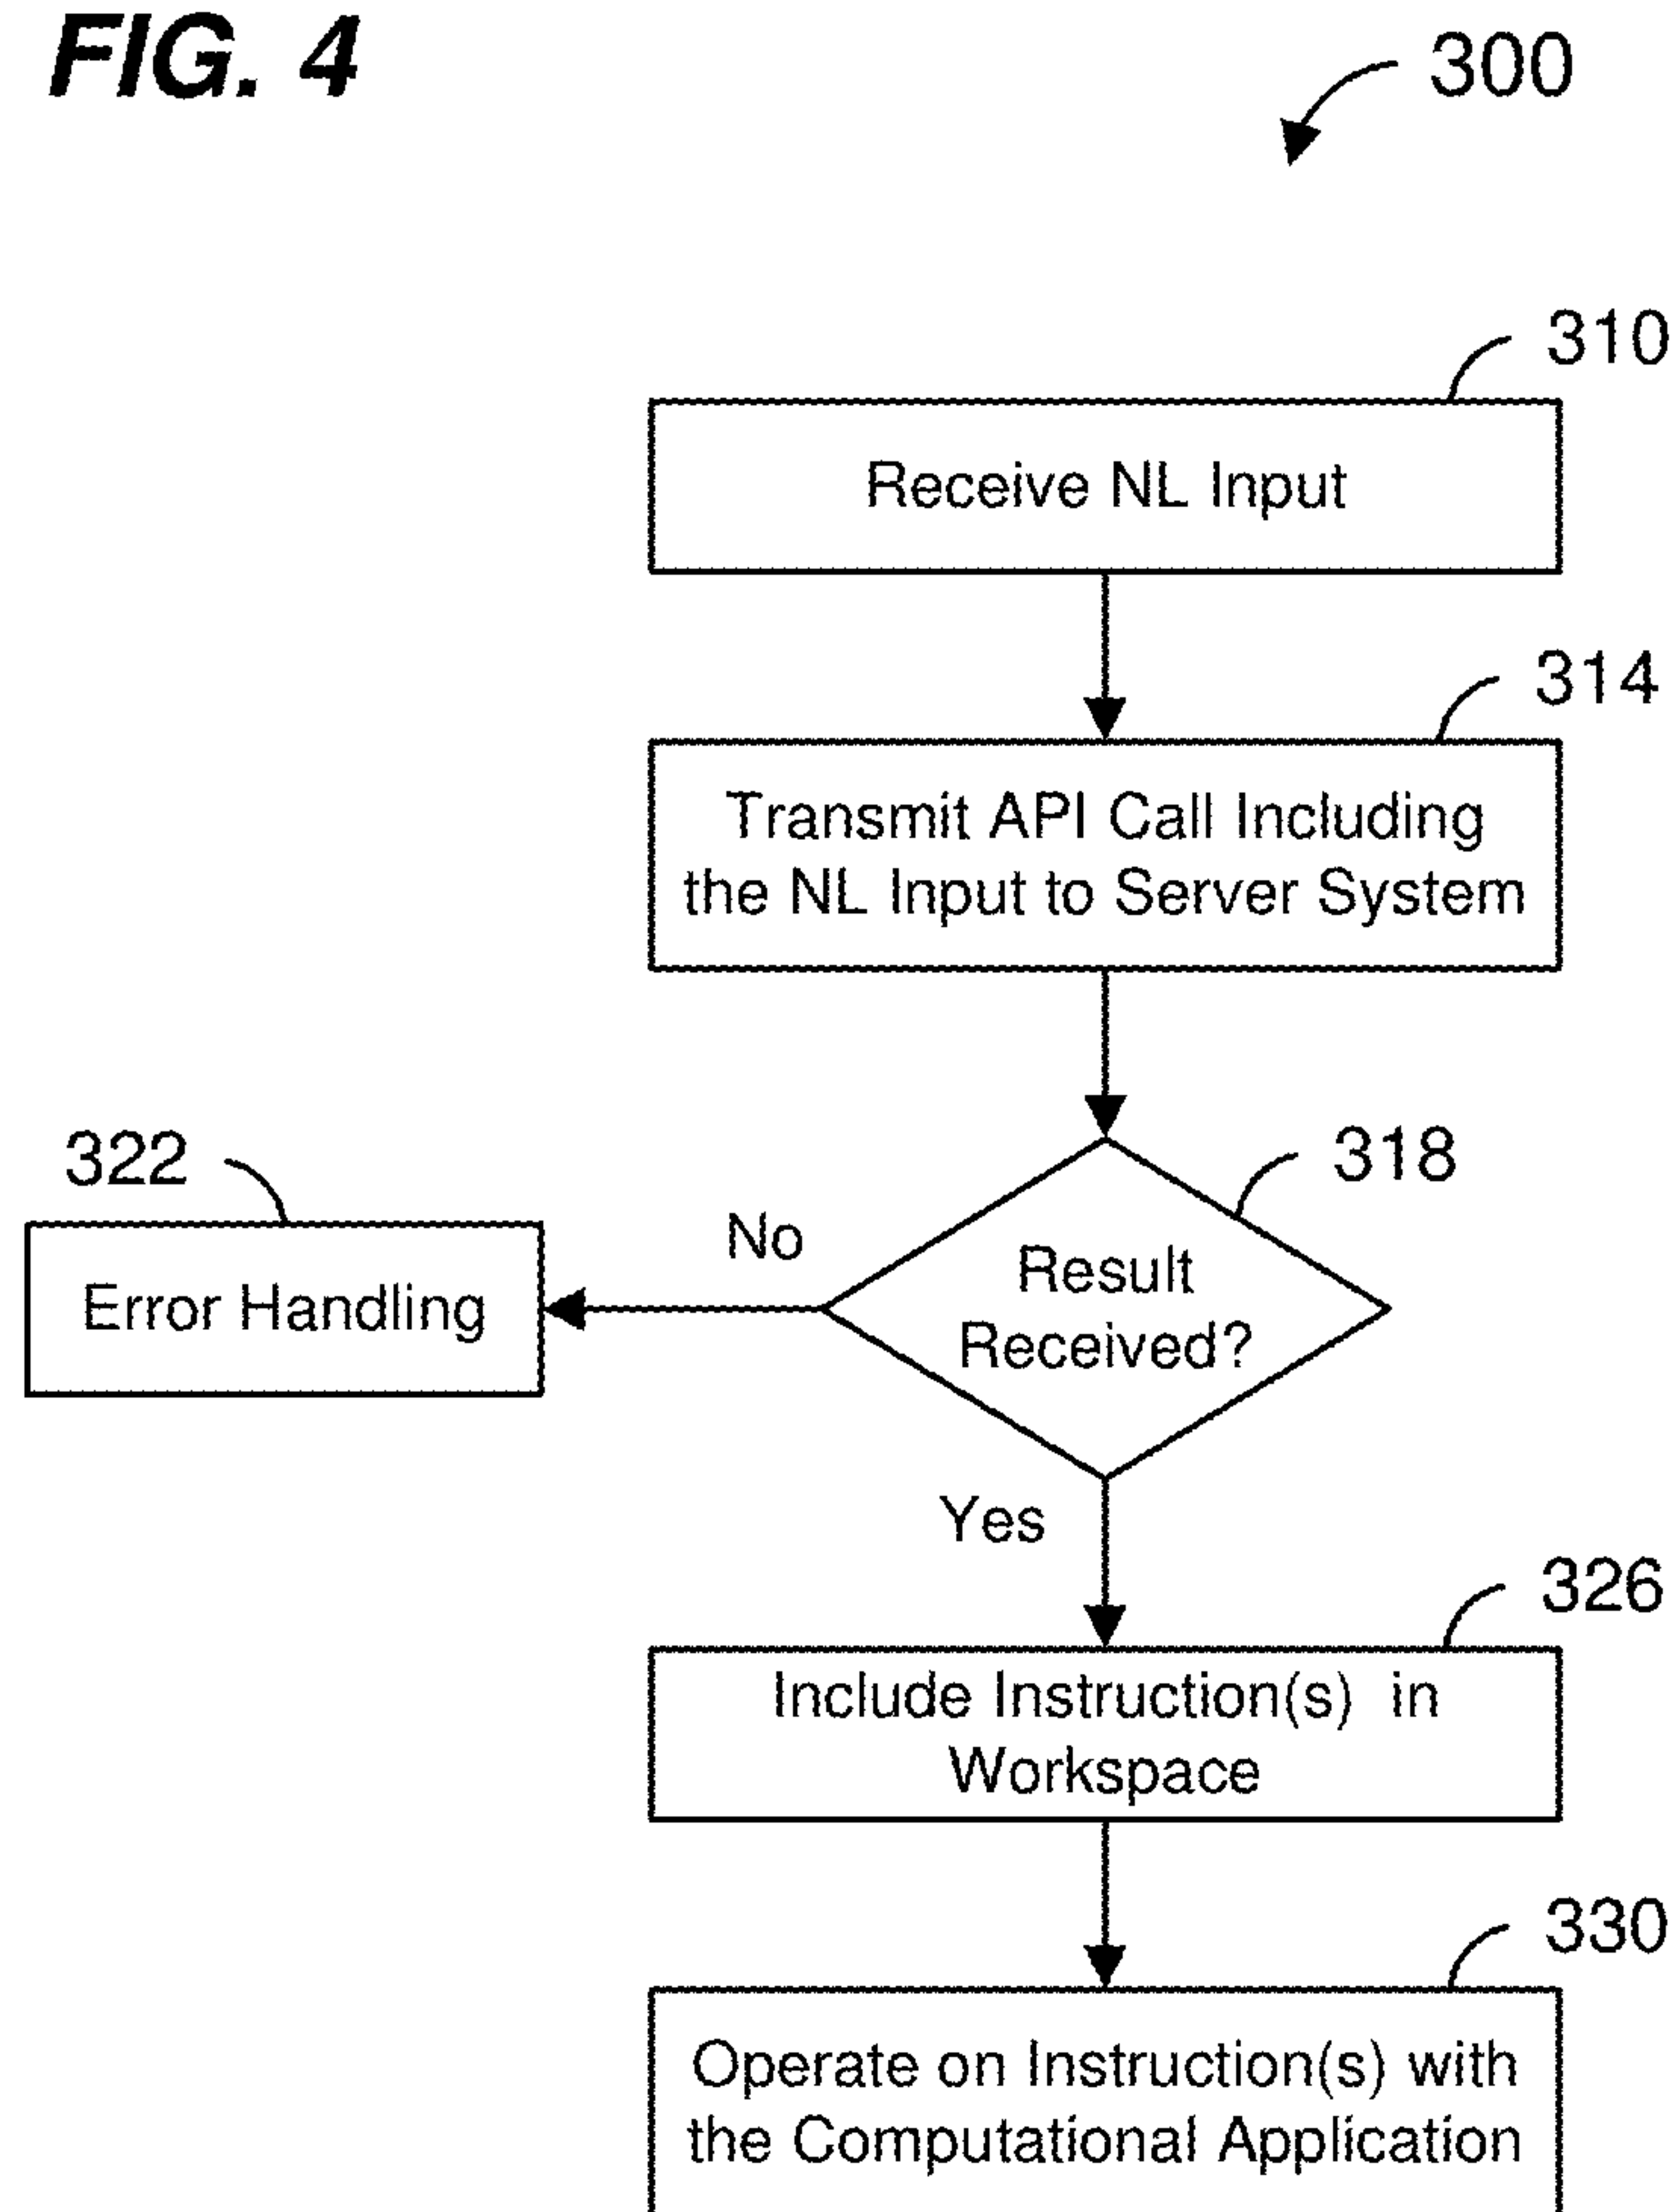 FIG. 4
300
310
Receive NL Input
314
Transmit API Call Including
the NL Input to Server System
318
Result
Received?
No
322
Error Handling
Yes
326
Include Instruction(s) in
Workspace
330
Operate on Instruction(s) with
the Computational Application